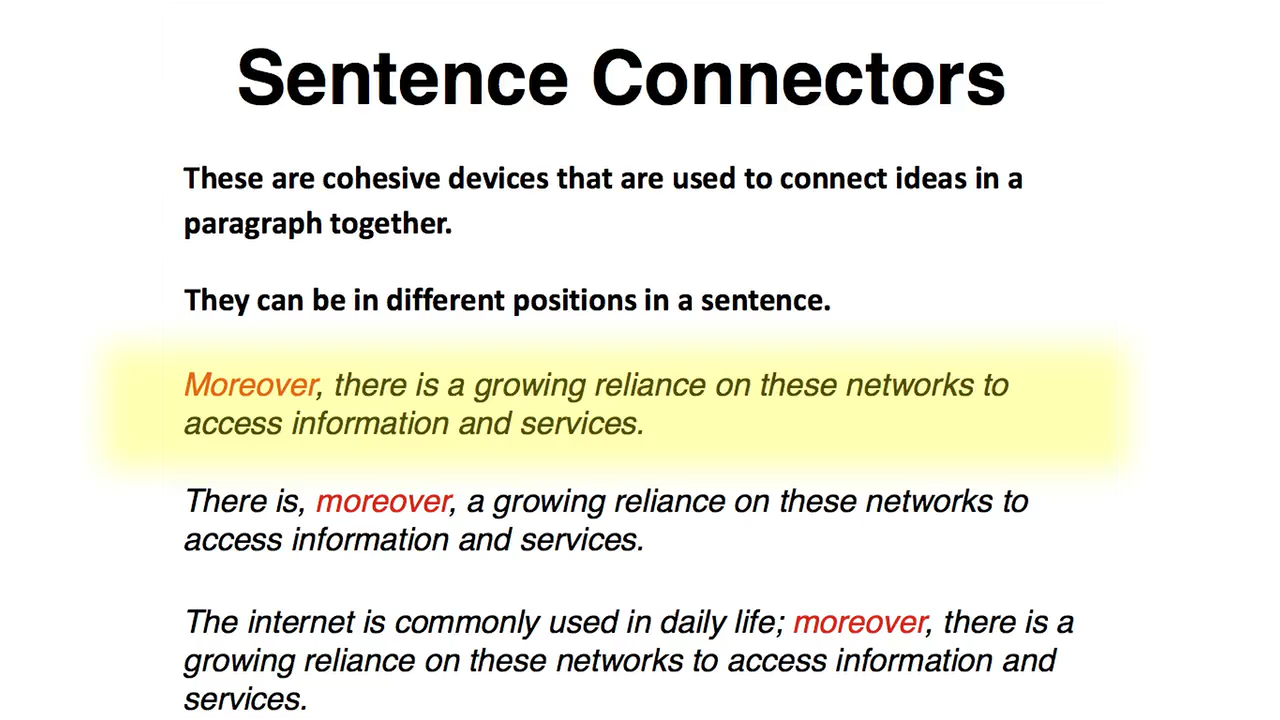 Sentence Connectors
These are cohesive devices that are used to connect ideas in a
paragraph together.
They can be in different positions in a sentence.
Moreover, there is a growing reliance on these networks to
access information and services.
There is, moreover, a growing reliance on these networks to
access information and services.
The internet is commonly used in daily life; moreover, there is a
growing reliance on these networks to access information and
services.